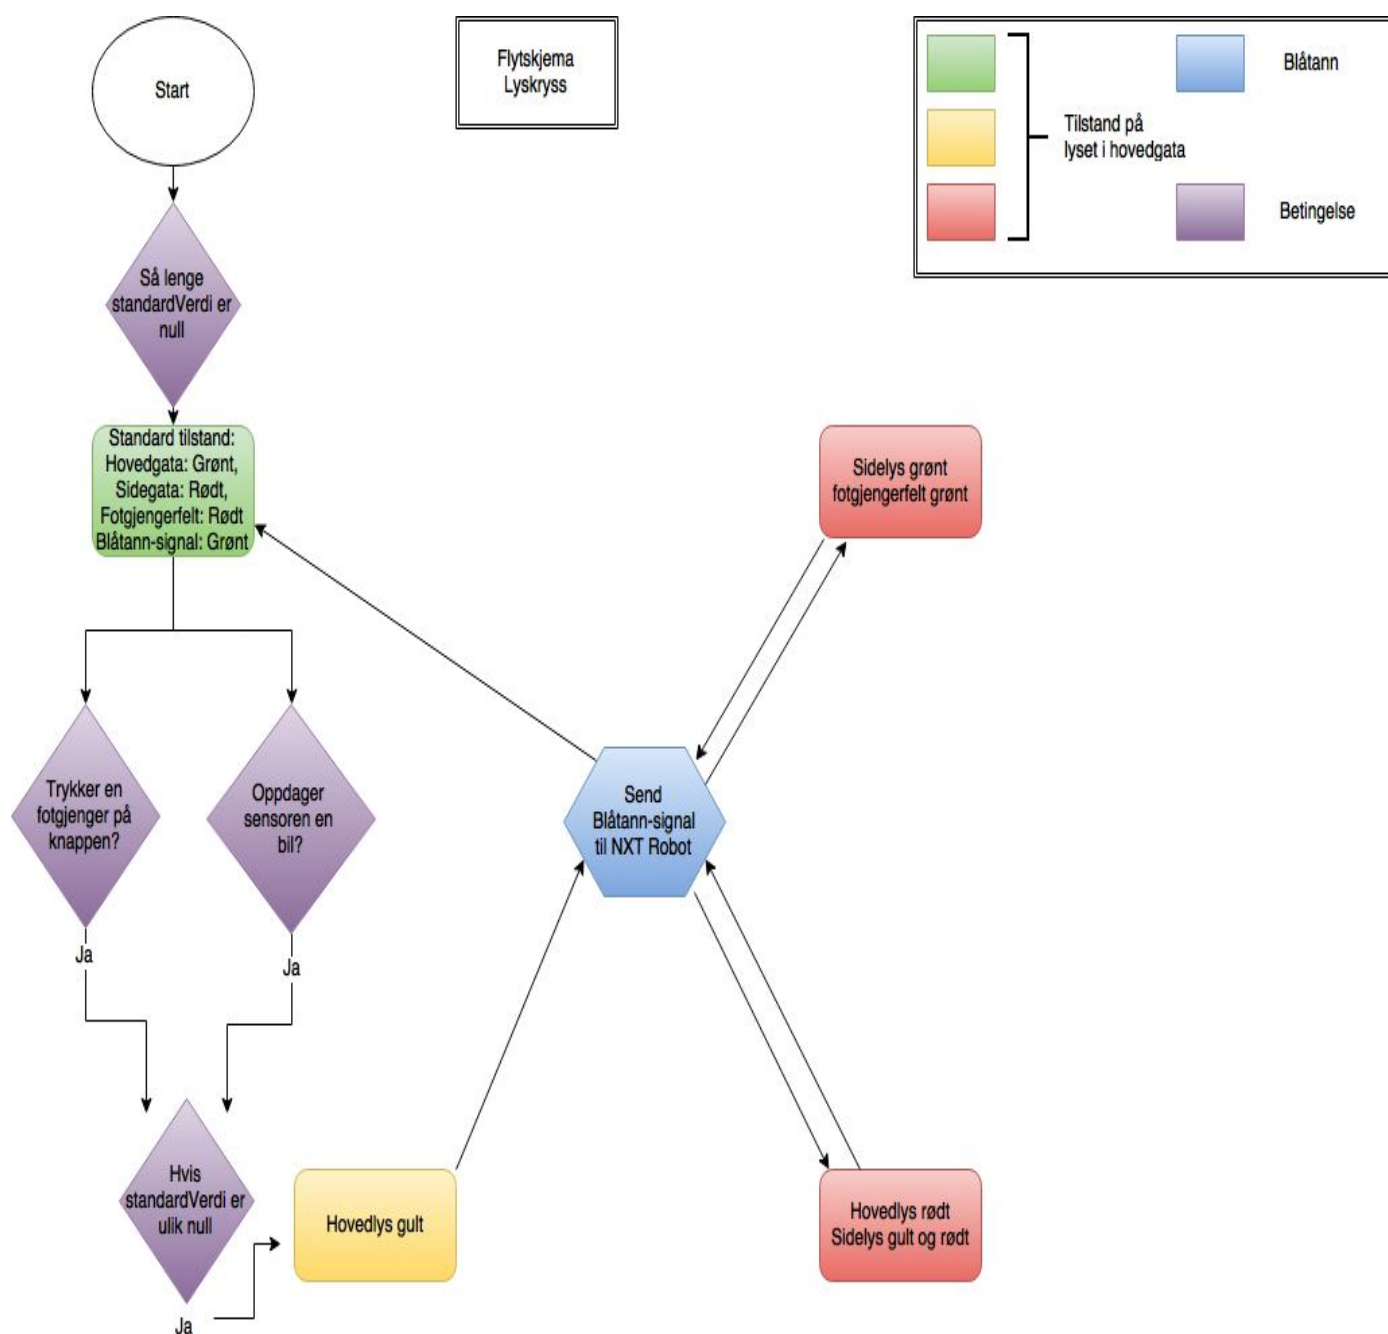 Start
Flytskjema
Lyskryss
Tilstand på
lyset i hovedgata
Blåtann
Betingelse
Så lenge
standardVerdi er
null
Standard tilstand:
Hovedgata: Grønt,
Sidegata: Rødt,
Fotgjengerfelt: Rødt
Blåtann-signal: Grønt
Sidelys grønt
fotgjengerfelt grønt
Trykker en
fotgjenger på
knappen?
Oppdager
sensoren en
bil?
Send
Blåtann-signal
til NXT Robot
Ja
Ja
Hvis
standardVerdi er
ulik null
Ja
Hovedlys gult
Hovedlys rødt
Sidelys gult og rødt